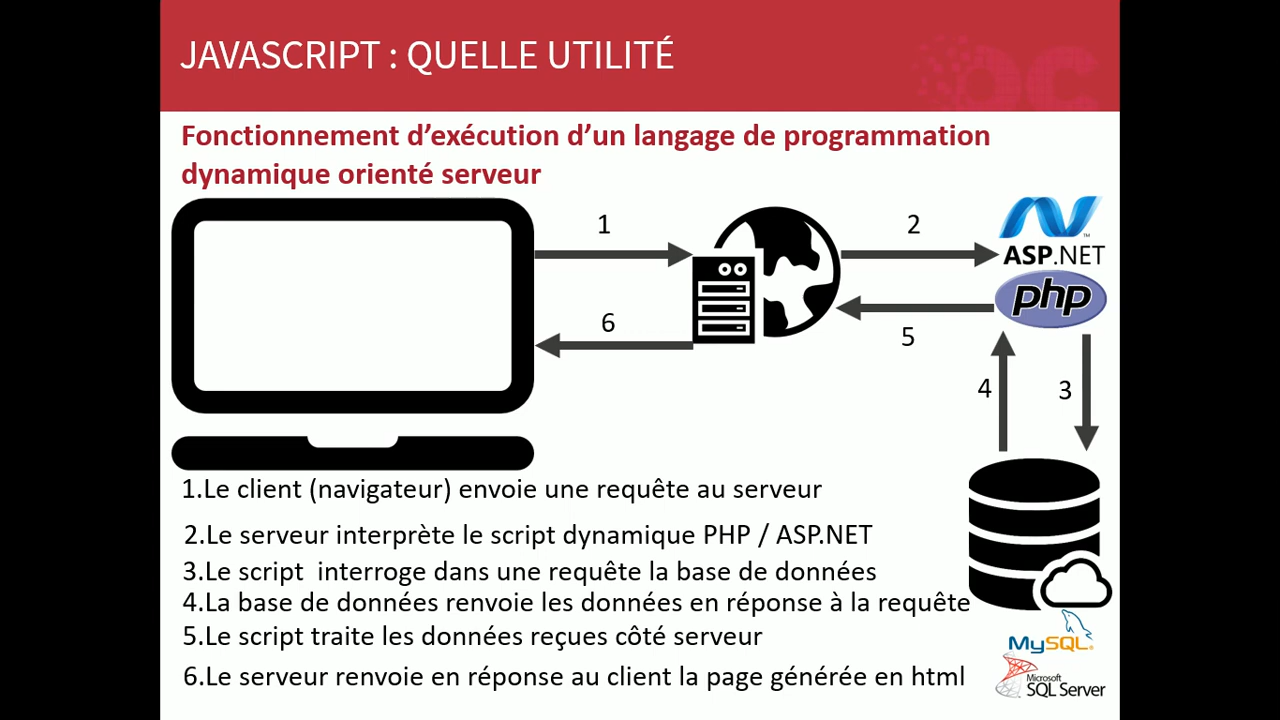 JAVASCRIPT : QUELLE UTILITÉ
oc
Fonctionnement d’exécution d’un langage de programmation
dynamique orienté serveur
1
2
ASP.NET
php
6
5
4
3
1.Le client (navigateur) envoie une requête au serveur
2.Le serveur interprète le script dynamique PHP / ASP.NET
3.Le script  interroge dans une requête la base de données
4.La base de données renvoie les données en réponse à la requête
5.Le script traite les données reçues côté serveur
6.Le serveur renvoie en réponse au client la page générée en html
MySQL
Microsoft
SQL Server